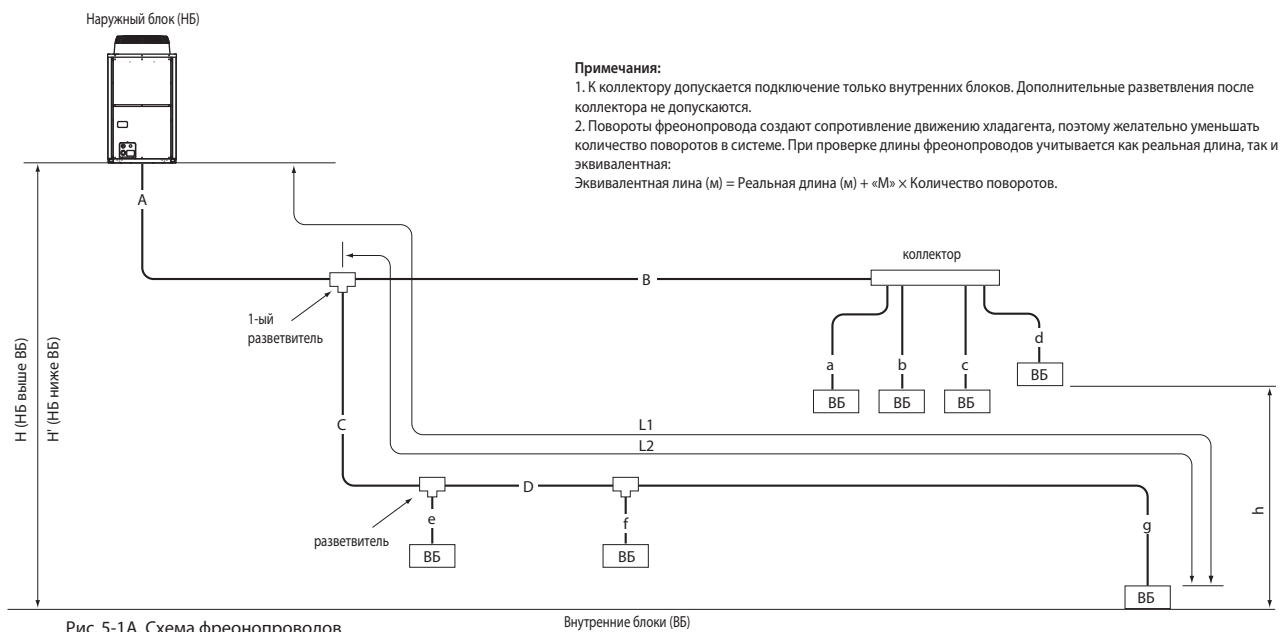 Наружный блок (НБ)
Примечания:
1. К коллектору допускается подключение только внутренних блоков. Дополнительные разветвления после
коллектора не допускаются.
2. Повороты фреонопровода создают сопротивление движению хладагента, поэтому желательно уменьшать
количество поворотов в системе. При проверке длины фреонопроводов учитывается как реальная длина, так и
эквивалентная:
Эквивалентная лина (м) = Реальная длина (м) + «М» × Количество поворотов.
A
коллектор
B
1-ый
разветвитель
H (НБ выше ВБ)
H' (НБ ниже ВБ)
a
b
c
d
ВБ
ВБ
ВБ
ВБ
C
L1
L2
D
h
e
f
g
разветвитель
ВБ
ВБ
ВБ
Рис. 5-1А. Схема фреонопроводов
Внутренние блоки (ВБ)